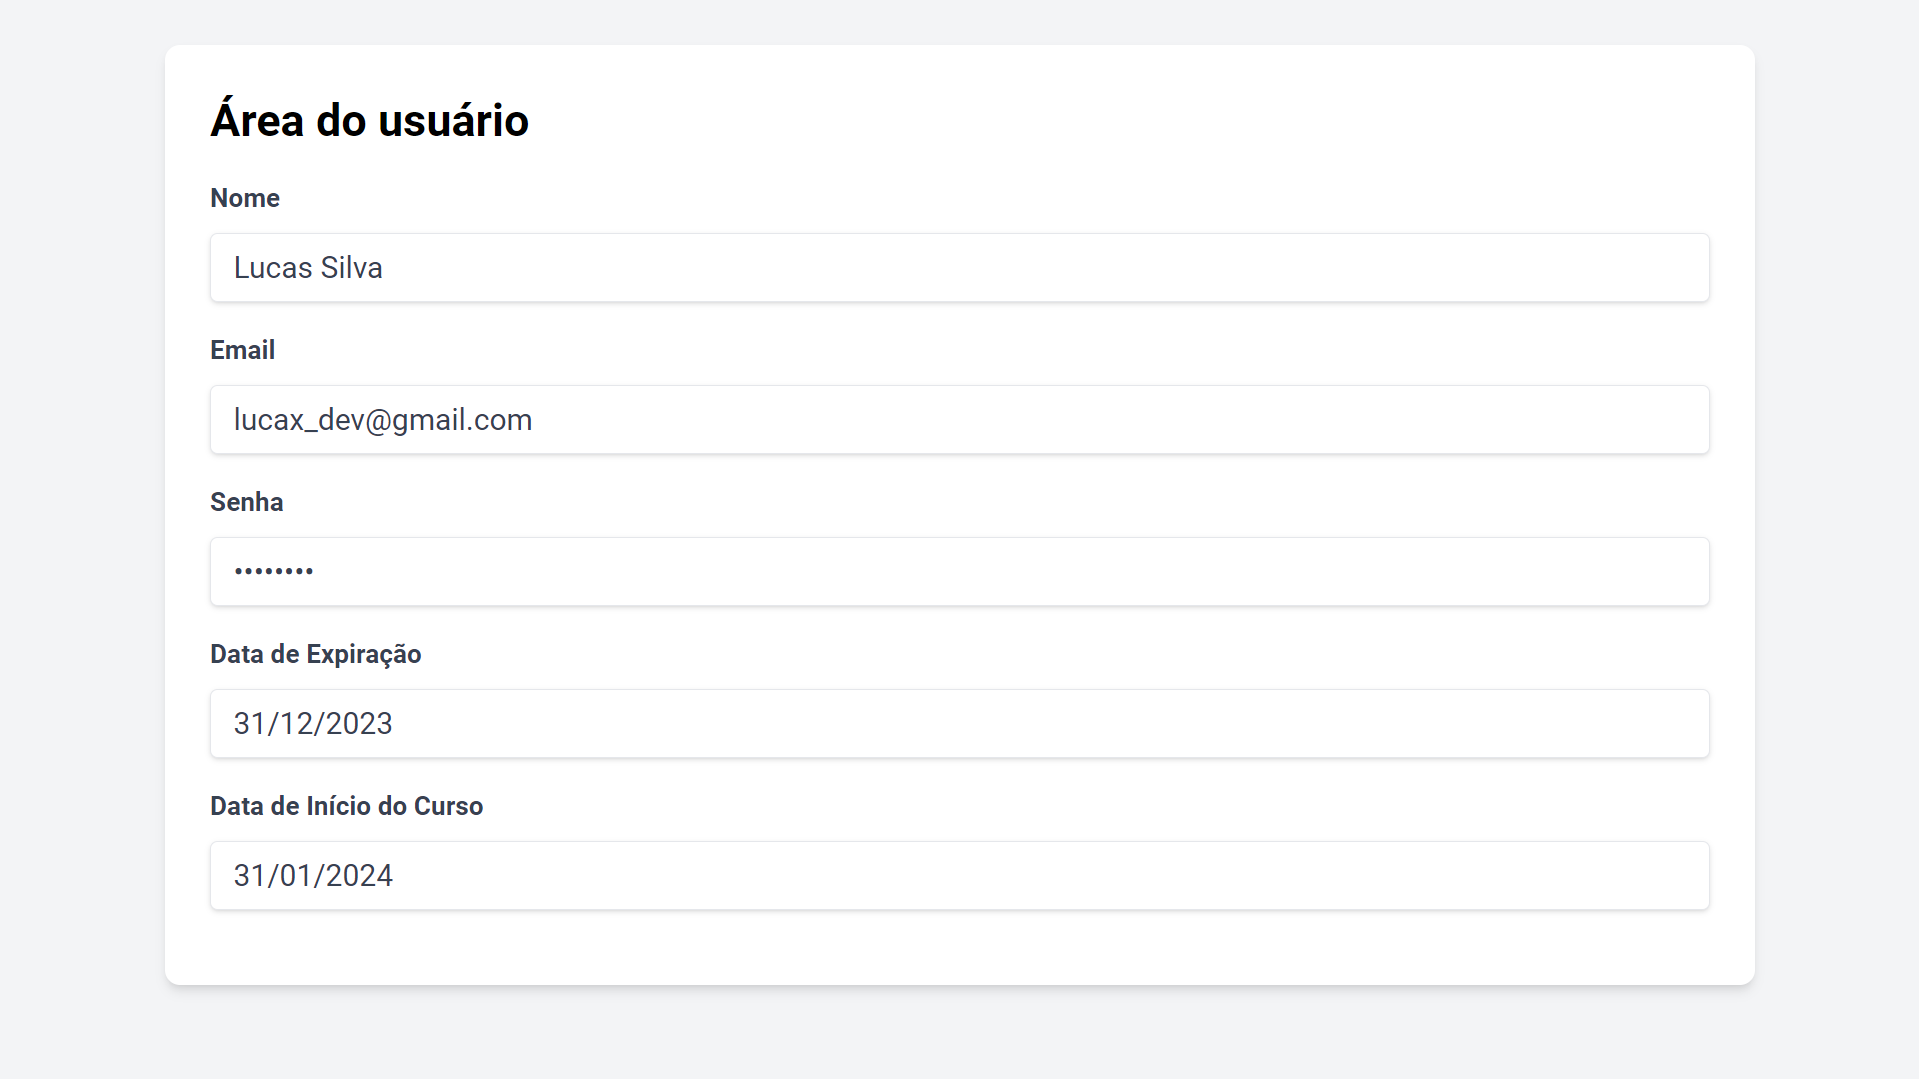 Área do usuário
Nome
Lucas Silva
Email
lucax_dev@gmail.com
Senha
••••••••
Data de Expiração
31/12/2023
Data de Início do Curso
31/01/2024